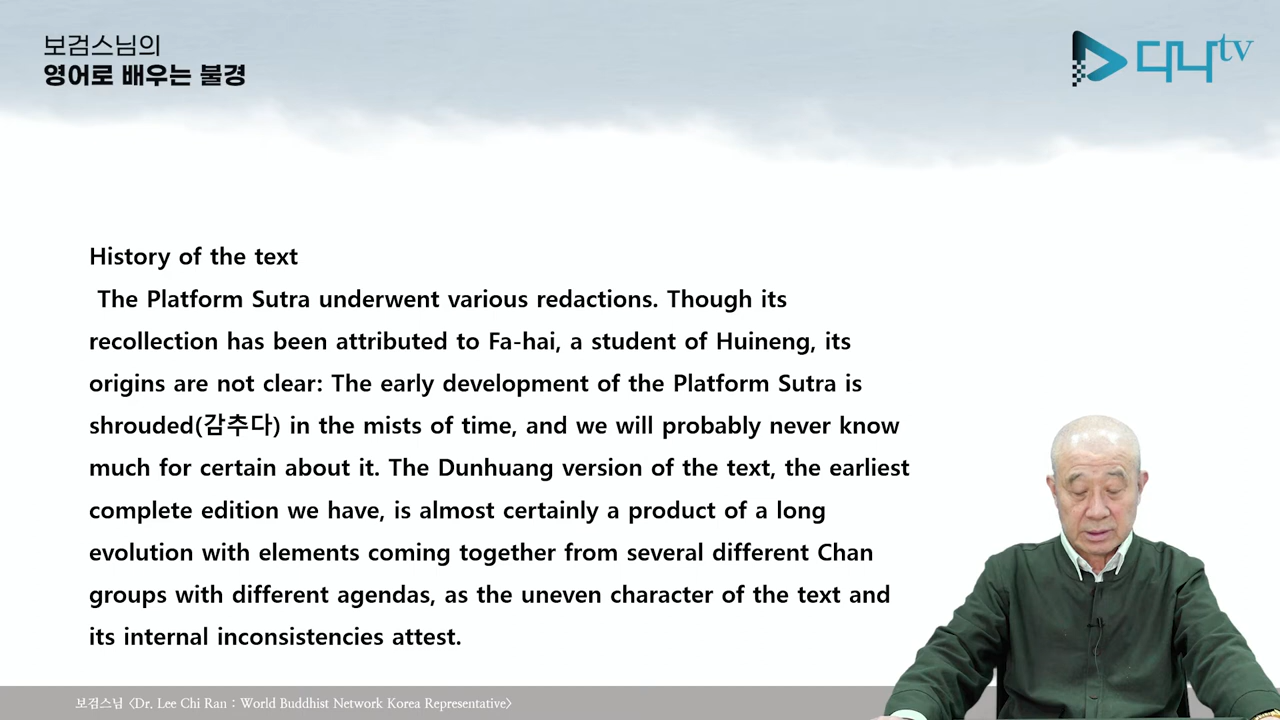 보검스님의
영어로 배우는 불경
다나tv
History of the text
The Platform Sutra underwent various redactions. Though its
recollection has been attributed to Fa-hai, a student of Huineng, its
origins are not clear: The early development of the Platform Sutra is
shrouded(감추다) in the mists of time, and we will probably never know
much for certain about it. The Dunhuang version of the text, the earliest
complete edition we have, is almost certainly a product of a long
evolution with elements coming together from several different Chan
groups with different agendas, as the uneven character of the text and
its internal inconsistencies attest.
보검스님 <Dr. Lee Chi Ran : World Buddhist Network Korea Representative>